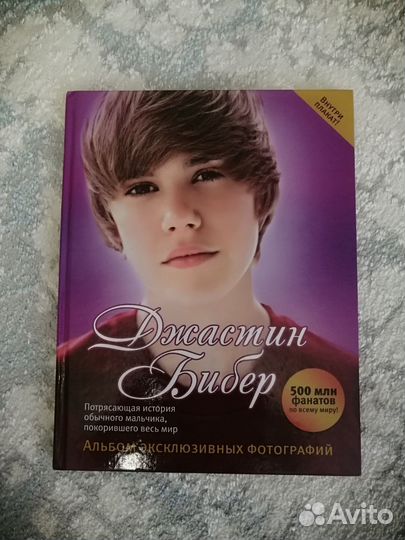 Внутри
плакат!
Джастин
Бибер
500 млн
фанатов
по всему миру!
Потрясающая история
обычного мальчика,
покорившего весь мир
Альбом эксклюзивных фотографий
Avito